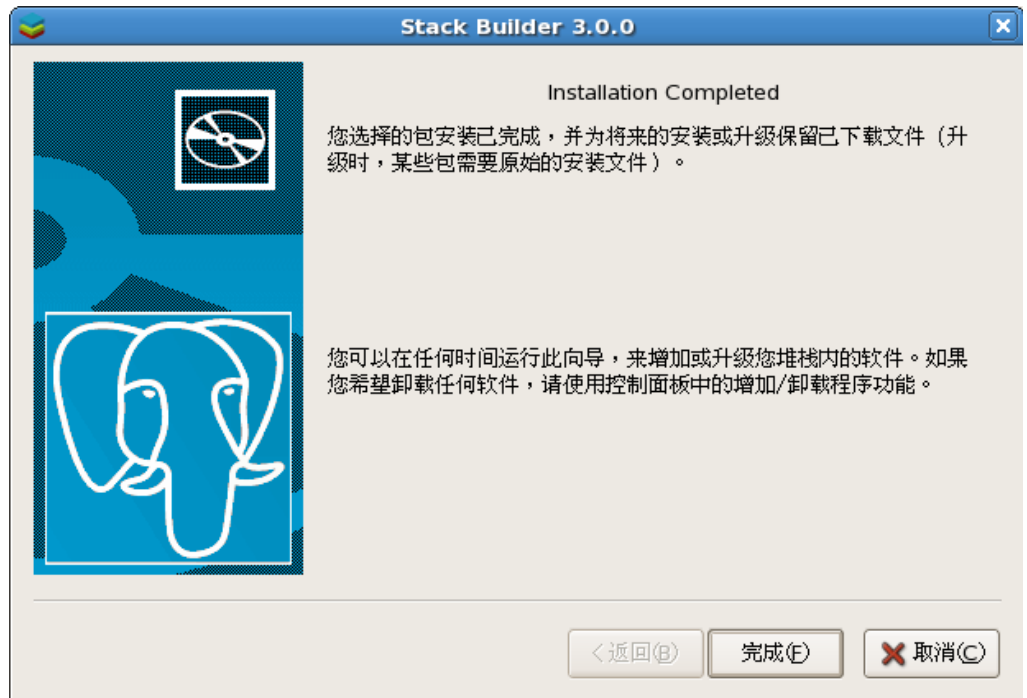 Stack Builder 3.0.0
Installation Completed
您选择的包安装已完成，并为将来的安装或升级保留已下载文件（升
级时，某些包需要原始的安装文件）。
您可以在任何时间运行此向导，来增加或升级您堆栈内的软件。如果
您希望卸载任何软件，请使用控制面板中的增加/卸载程序功能。
<返回(B)
完成(F)
取消(C)